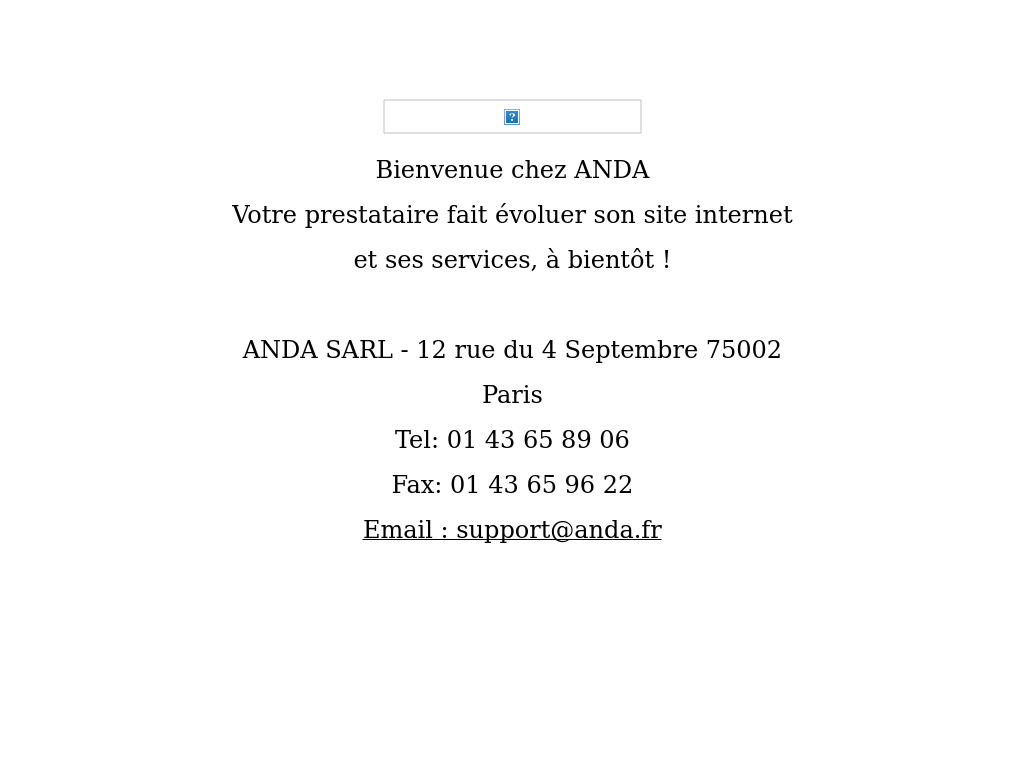 Bienvenue chez ANDA
Votre prestataire fait évoluer son site internet
et ses services, à bientôt !
ANDA SARL - 12 rue du 4 Septembre 75002
Paris
Tel: 01 43 65 89 06
Fax: 01 43 65 96 22
Email : support@anda.fr